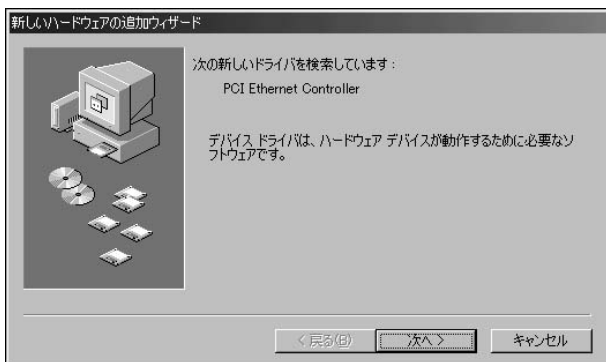 新しいハードウェアの追加ウィザード
次の新しいドライバを検索しています：
PCI Ethernet Controller
デバイス ドライバは、ハードウェア デバイスが動作するために必要なソ
フトウェアです。
< 戻る(B)
次へ >
キャンセル